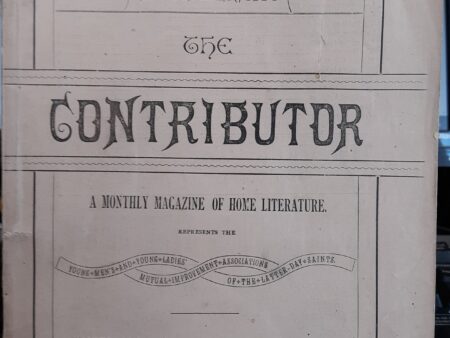 THE
CONTRIBUTOR
A MONTHLY MAGAZINE OF HOME LITERATURE.
REPRESENTS THE
YOUNG MEN'S AND YOUNG LADIES'
MUTUAL IMPROVEMENT ASSOCIATIONS
OF THE LATTER-DAY SAINTS.